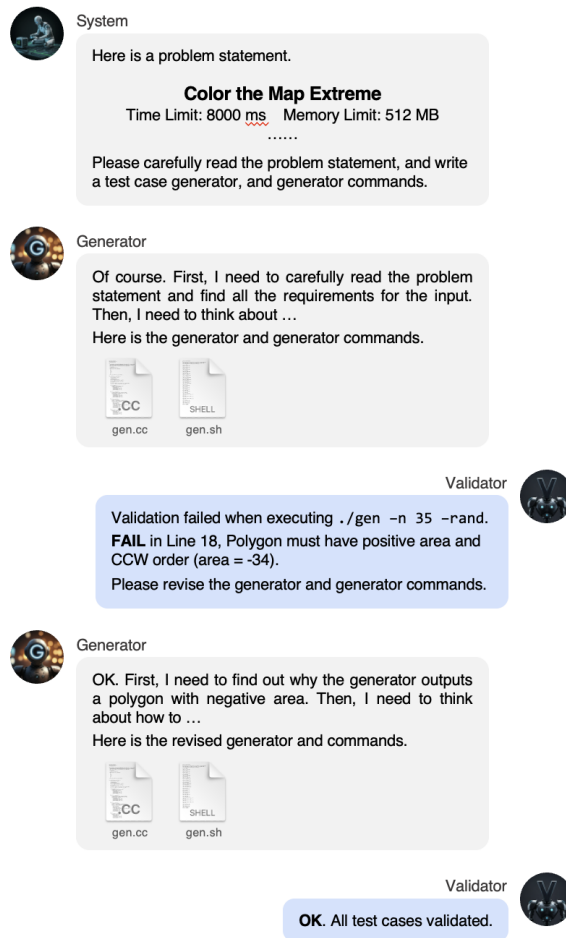 System
Here is a problem statement.
Color the Map Extreme
Time Limit: 8000 ms Memory Limit: 512 MB
......
Please carefully read the problem statement, and write
a test case generator, and generator commands.
Generator
G
Of course. First, I need to carefully read the problem
statement and find all the requirements for the input.
Then, I need to think about ...
Here is the generator and generator commands.
.CC
SHELL
gen.cc
gen.sh
Validator
V
Validation failed when executing ./gen –n 35 –rand.
FAIL in Line 18, Polygon must have positive area and
CCW order (area = -34).
Please revise the generator and generator commands.
Generator
G
OK. First, I need to find out why the generator outputs
a polygon with negative area. Then, I need to think
about how to ...
Here is the revised generator and commands.
.CC
SHELL
gen.cc
gen.sh
Validator
V
OK. All test cases validated.